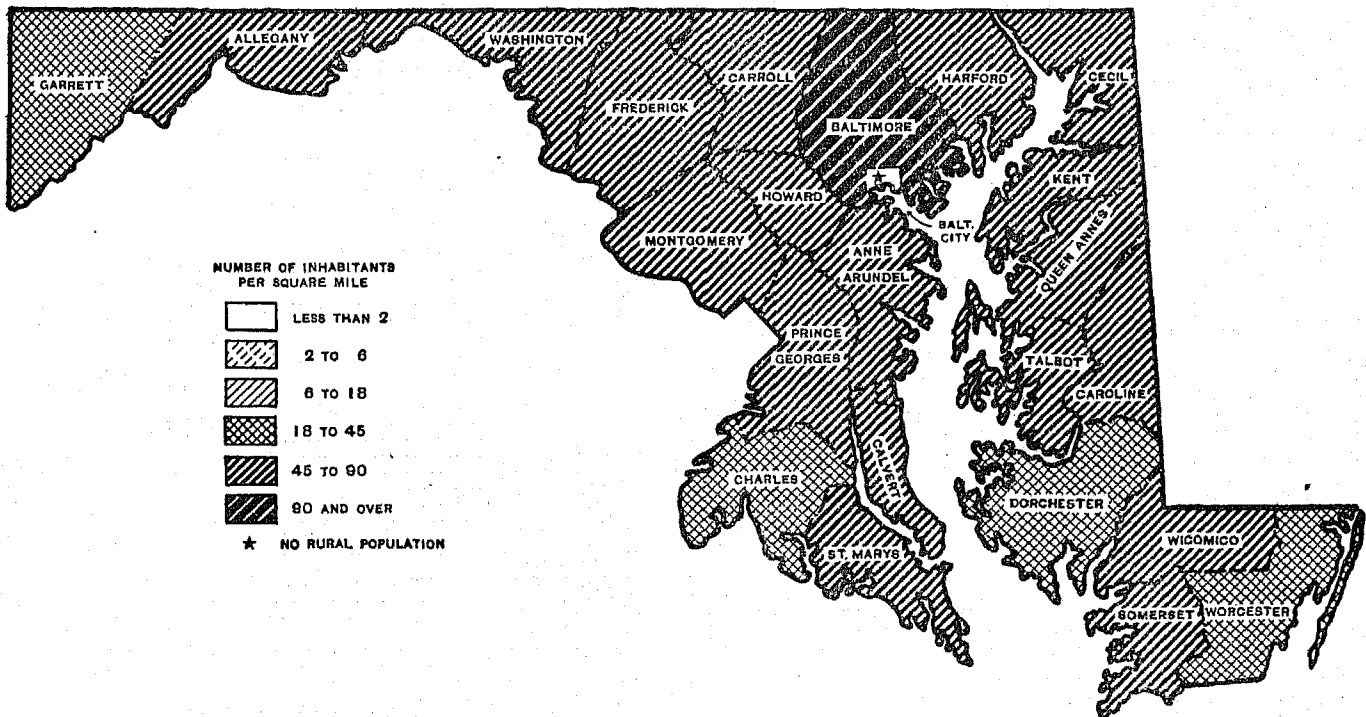 ALLEGANY
WASHINGTON
GARRETT
CARROLL
HARFORD
CECIL
FREDERICK
BALTIMORE
KENT
HOWARD
BALT.
CITY
MONTGOMERY
ANNE
ARUNDEL
QUEEN ANNES
PRINCE
GEORGES
TALBOT
CAROLINE
CALVERT
CHARLES
DORCHESTER
ST. MARYS
WICOMICO
SOMERSET
WORCESTER
NUMBER OF INHABITANTS
PER SQUARE MILE
LESS THAN 2
2 TO 6
6 TO 18
18 TO 45
45 TO 90
90 AND OVER
★ NO RURAL POPULATION